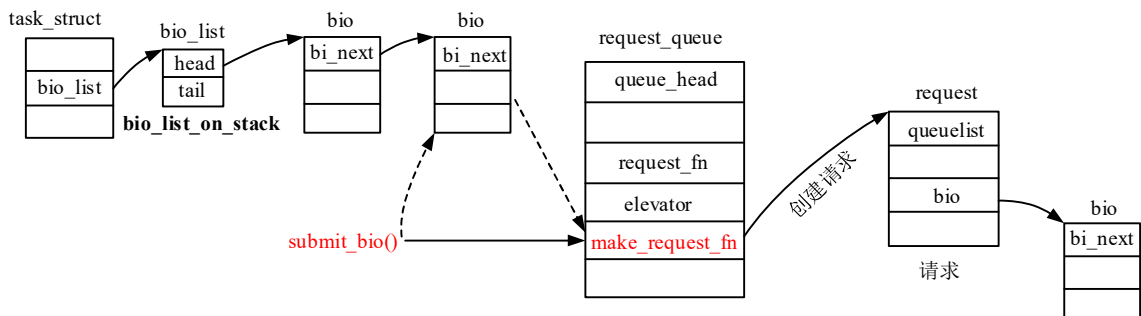 task_struct
bio_list
bio_list
head
tail
bio_list_on_stack
bio
bi_next
bio
bi_next
submit_bio()
request_queue
queue_head
request_fn
elevator
make_request_fn
创建请求
request
queuelist
bio
请求
bio
bi_next